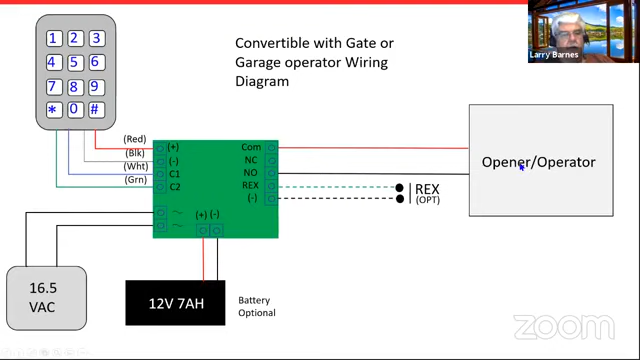 Convertible with Gate or
Garage operator Wiring
Diagram
Larry Barnes
1 2 3
4 5 6
7 8 9
* 0 #
(Red)
(Blk)
(Wht)
(Grn)
(+)
(-)
C1
C2
Com
NC
NO
REX
(-)
(+) (-)
REX
(OPT)
Opener/Operator
16.5
VAC
12V 7AH
Battery
Optional
zoom